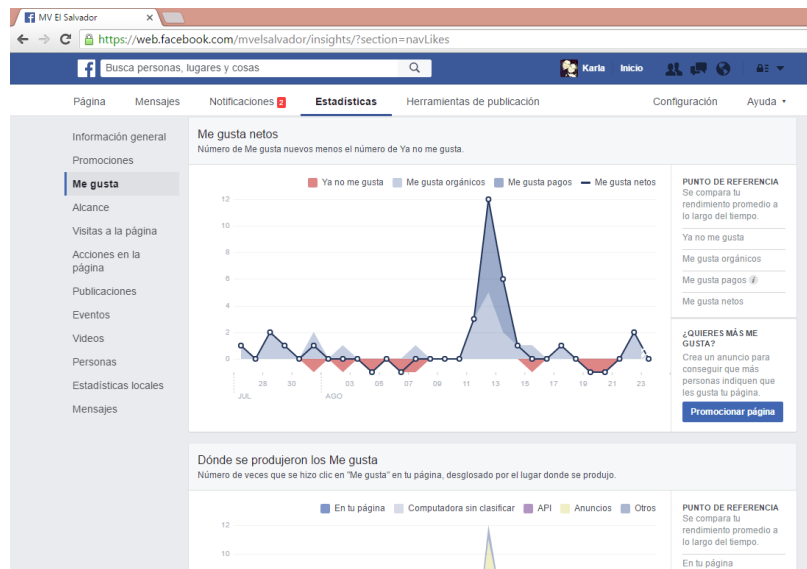 MV El Salvador
https://web.facebook.com/mvelsalvador/insights/?section=navLikes
Busca personas, lugares y cosas
Karla Inicio
Página Mensajes Notificaciones 2 Estadísticas Herramientas de publicación Configuración Ayuda
Información general
Promociones
Me gusta
Alcance
Visitas a la página
Acciones en la
página
Publicaciones
Eventos
Videos
Personas
Estadísticas locales
Mensajes
Me gusta netos
Número de Me gusta nuevos menos el número de Ya no me gusta.
Ya no me gusta Me gusta orgánicos Me gusta pagos Me gusta netos
12
10
8
6
4
2
0
28 30 03 05 07 09 11 13 15 17 19 21 23
JUL AGO
PUNTO DE REFERENCIA
Se compara tu
rendimiento promedio a
lo largo del tiempo.
Ya no me gusta
Me gusta orgánicos
Me gusta pagos i
Me gusta netos
¿QUIERES MÁS ME
GUSTA?
Crea un anuncio para
conseguir que más
personas indiquen que
les gusta tu página.
Promocionar página
Dónde se produjeron los Me gusta
Número de veces que se hizo clic en "Me gusta" en tu página, desglosado por el lugar donde se produjo.
En tu página Computadora sin clasificar API Anuncios Otros
12
10
PUNTO DE REFERENCIA
Se compara tu
rendimiento promedio a
lo largo del tiempo.
En tu página